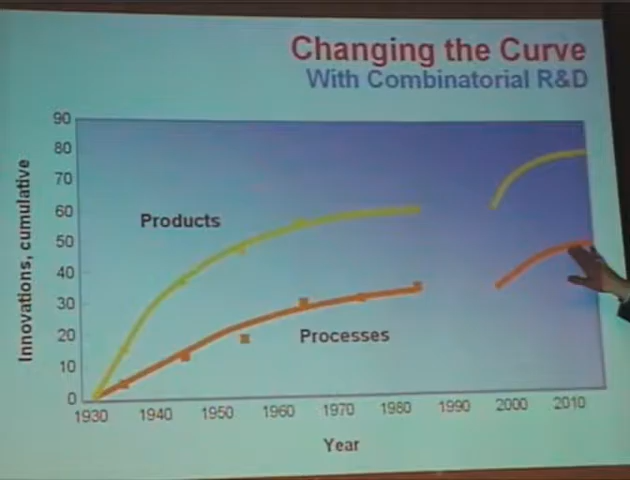 Changing the Curve
With Combinatorial R&D
90
80
70
60
50
40
30
20
10
0
Innovations, cumulative
Products
Processes
1930 1940 1950 1960 1970 1980 1990 2000 2010
Year